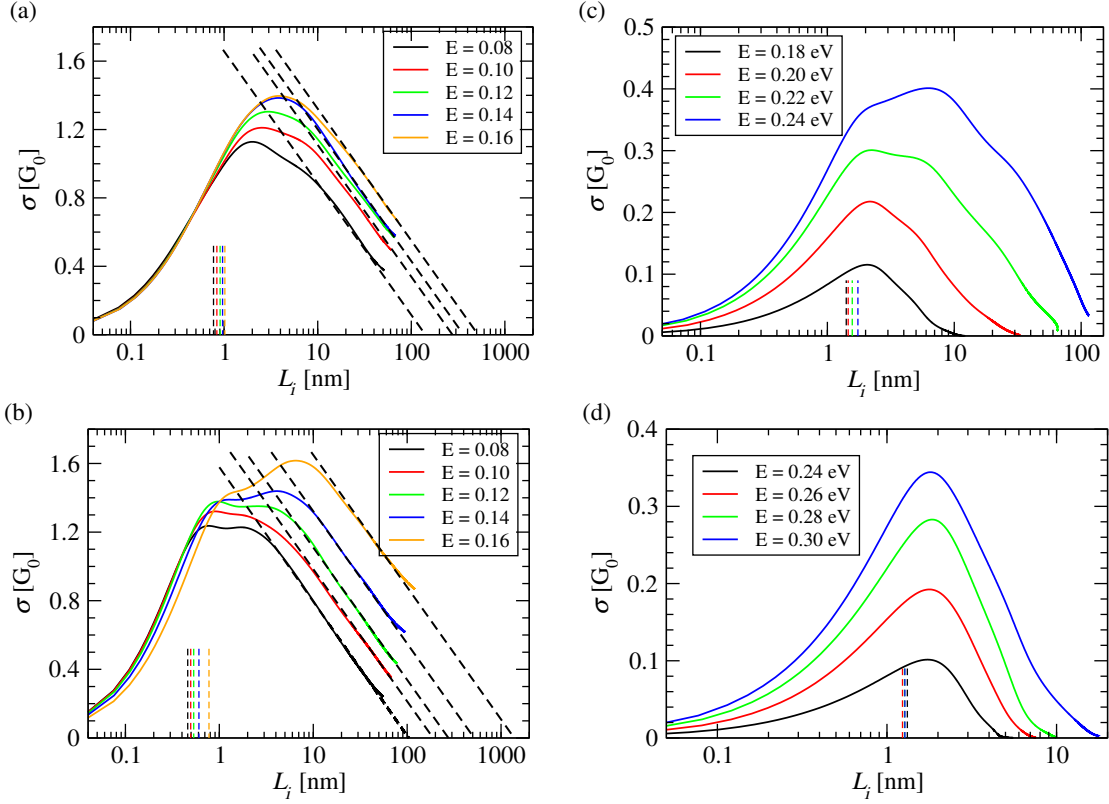 (a)
σ [G0]
1.6
1.2
0.8
0.4
0
E = 0.08
E = 0.10
E = 0.12
E = 0.14
E = 0.16
0.1 1 10 100 1000
Li [nm]
(c)
σ [G0]
0.5
0.4
0.3
0.2
0.1
0
E = 0.18 eV
E = 0.20 eV
E = 0.22 eV
E = 0.24 eV
0.1 1 10 100
Li [nm]
(b)
σ [G0]
1.6
1.2
0.8
0.4
0
E = 0.08
E = 0.10
E = 0.12
E = 0.14
E = 0.16
0.1 1 10 100 1000
Li [nm]
(d)
σ [G0]
0.4
0.3
0.2
0.1
0
E = 0.24 eV
E = 0.26 eV
E = 0.28 eV
E = 0.30 eV
0.1 1 10
Li [nm]